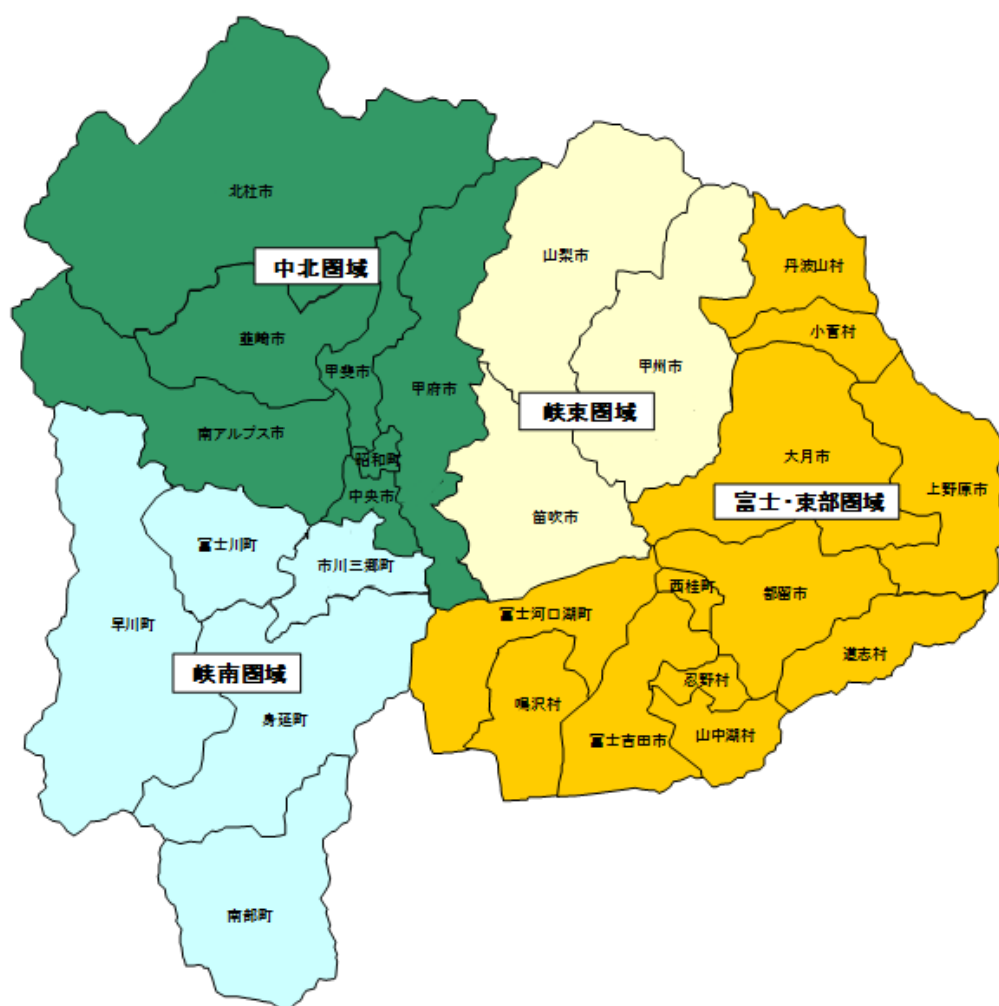 北杜市
山梨市
丹波山村
中北圏域
小菅村
韮崎市
甲斐市
甲府市
甲州市
峡東圏域
南アルプス市
昭和町
大月市
中央市
上野原市
富士・東部圏域
笛吹市
富士川町
市川三郷町
西桂町
都留市
富士河口湖町
早川町
道志村
峡南圏域
忍野村
鳴沢村
身延町
富士吉田市
山中湖村
南部町